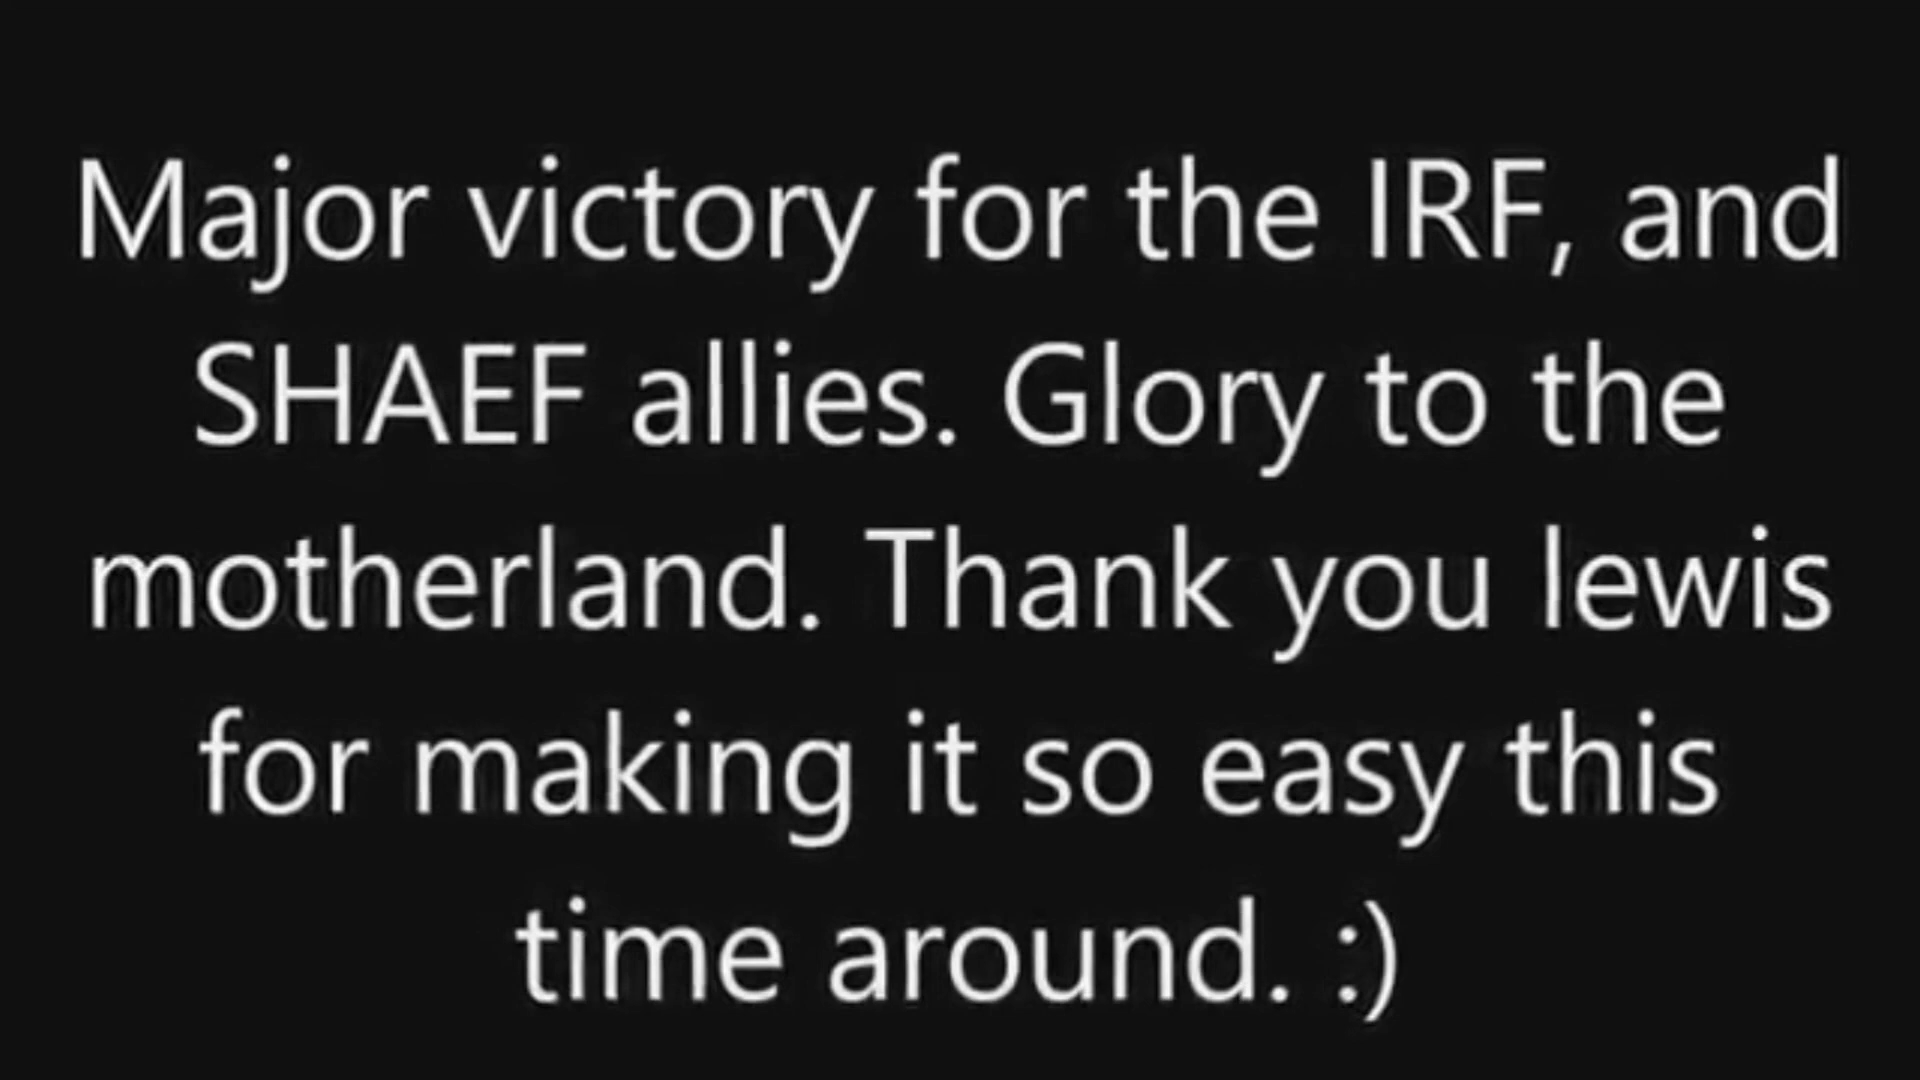 Major victory for the IRF, and
SHAEF allies. Glory to the
motherland. Thank you lewis
for making it so easy this
time around. :)